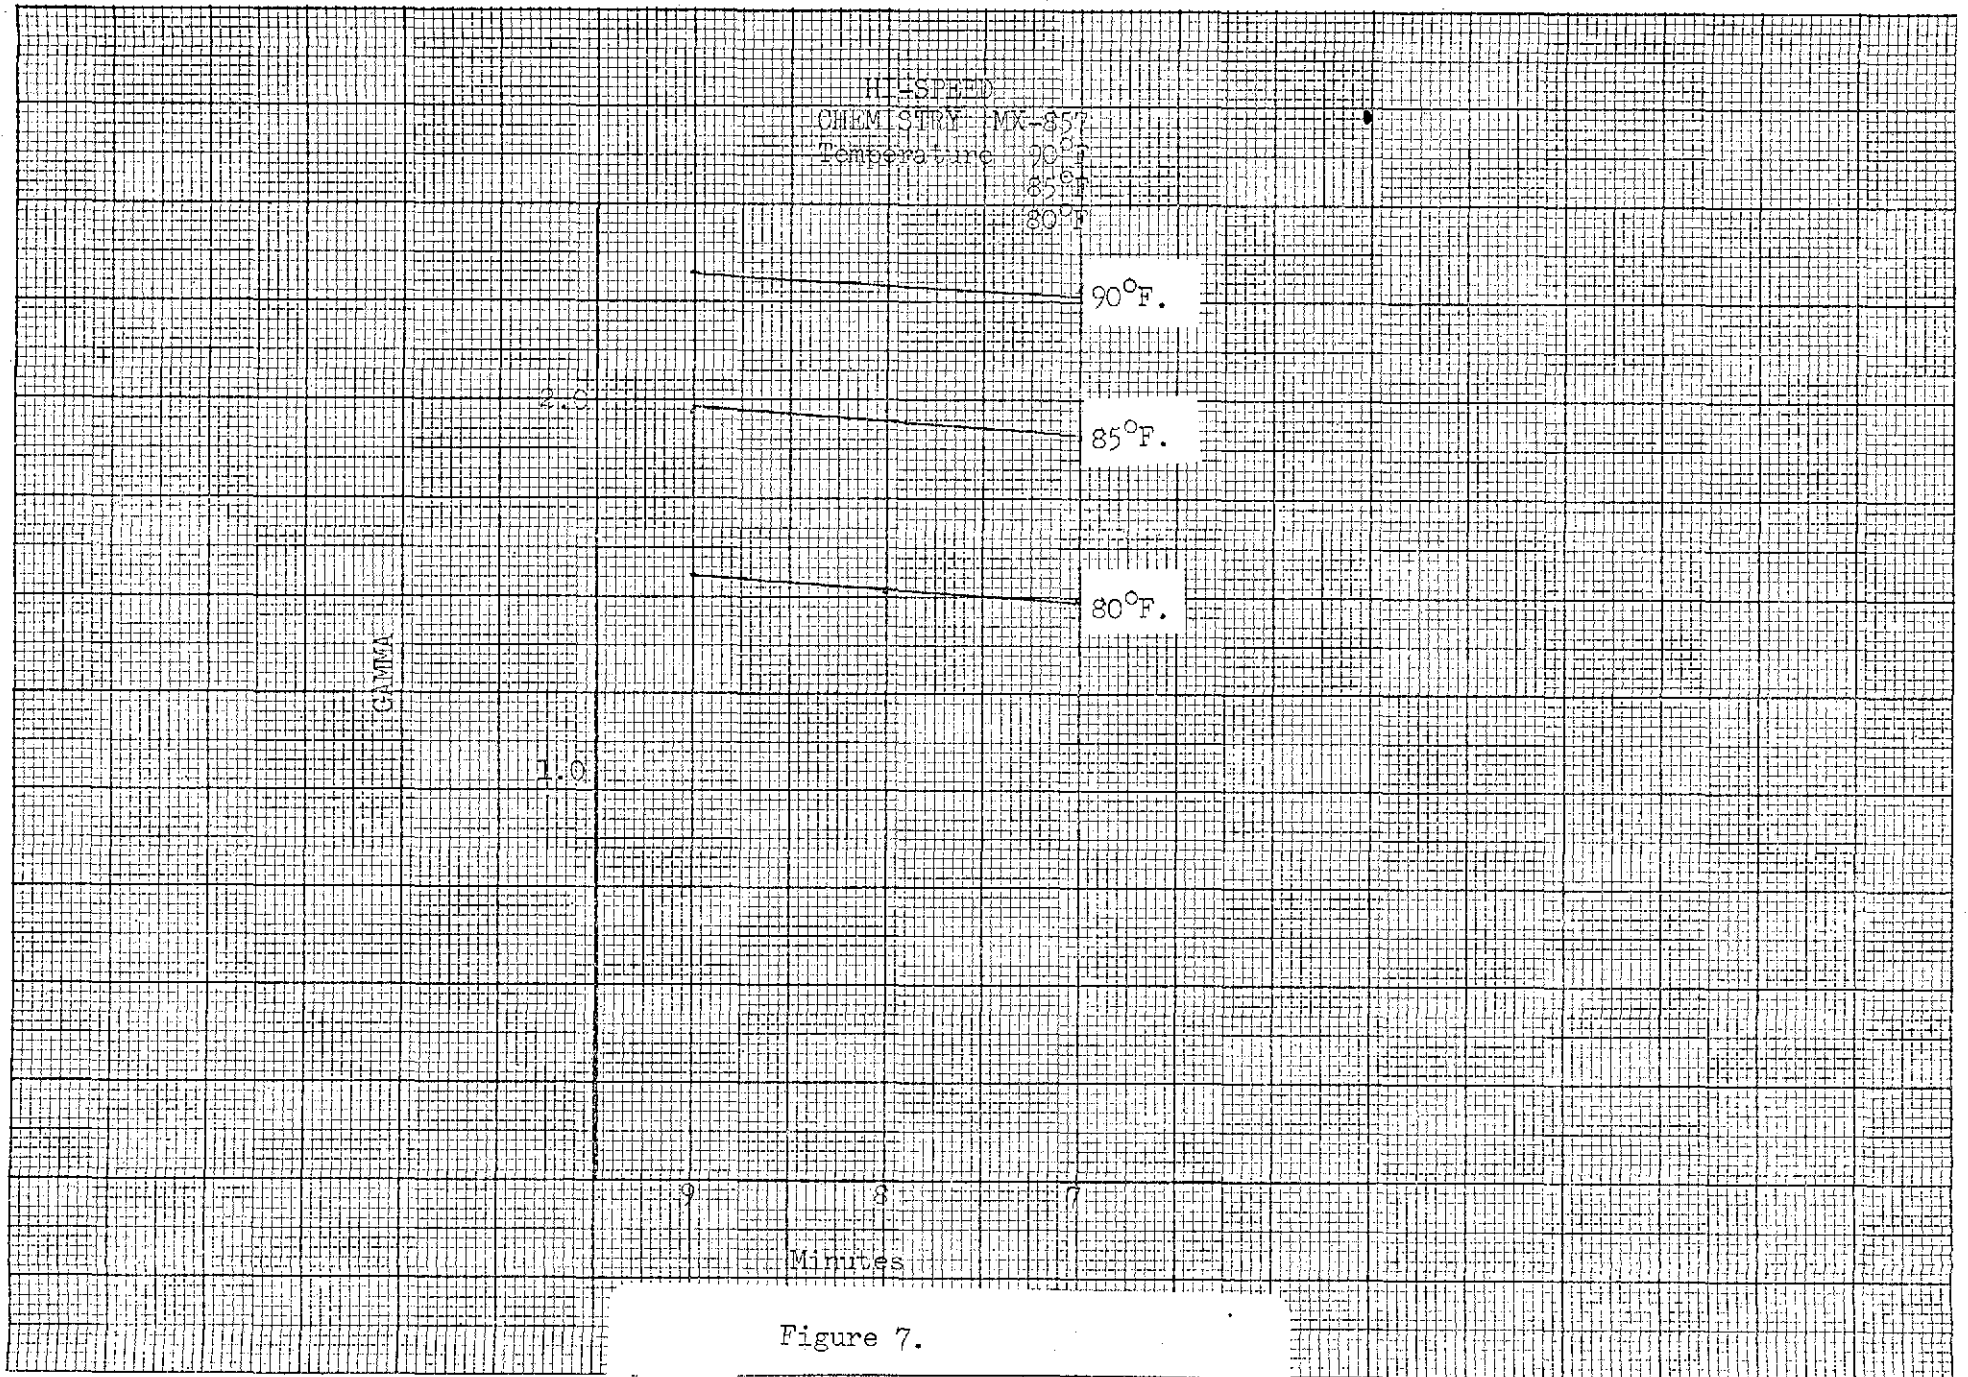 HI-SPEED
CHEMISTRY MX-857
Temperature 90°F
85°F
80°F
90°F.
2.0
85°F.
80°F.
GAMMA
1.0
9 8 7
Minutes
Figure 7.